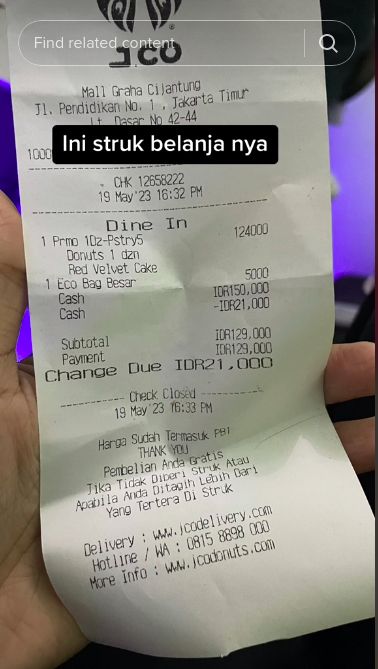 Find related content
J.CO
Mall Graha Cijantung
Jl. Pendidikan No. 1 , Jakarta Timur
Lt. Dasar No 42-44
Ini struk belanja nya
1000
CHK 12658222
19 May'23 16:32 PM
Dine In
1 Prmo 1Dz-Pstry5 124000
Donuts 1 dzn
Red Velvet Cake
1 Eco Bag Besar 5000
Cash IDR150,000
Cash -IDR21,000
Subtotal IDR129,000
Payment IDR129,000
Change Due IDR21,000
Check Closed
19 May'23 16:33 PM
Harga Sudah Termasuk PB1
THANK YOU
Pembelian Anda Gratis
Jika Tidak Diberi Struk Atau
Apabila Anda Ditagih Lebih Dari
Yang Tertera Di Struk
Delivery : www.jcodelivery.com
Hotline / WA : 0815 8898 000
More Info : www.jcodonuts.com